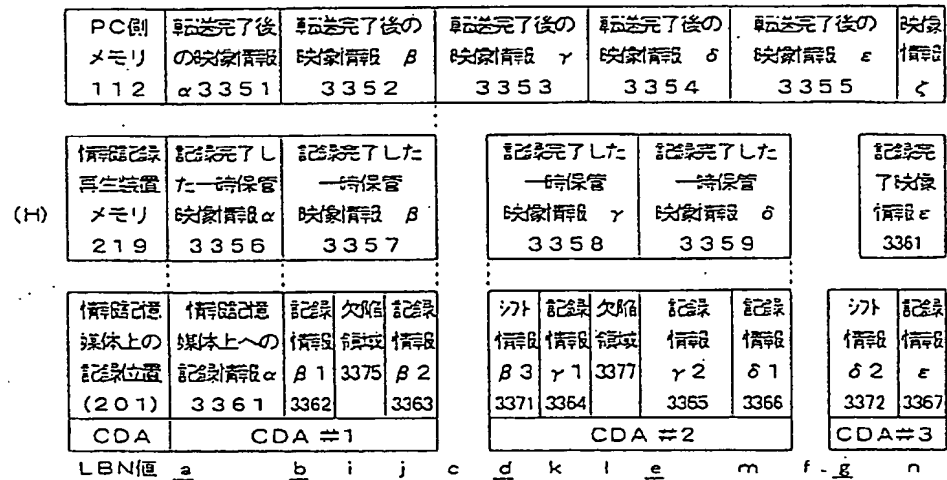 PC側 転送完了後 転送完了後の 転送完了後の 転送完了後の 転送完了後の 映像
メモリ の映像情報 映像情報 β 映像情報 γ 映像情報 δ 映像情報 ε 情報
112 α3351 3352 3353 3354 3355 ζ
情報記録 記録完了し 記録完了した 記録完了した 記録完了した 記録完
再生装置 た一時保管 一時保管 一時保管 一時保管 了映像
(H) メモリ 映像情報α 映像情報 β 映像情報 γ 映像情報 δ 情報ε
219 3356 3357 3358 3359 3361
情報記憶 情報記憶 記録 欠陥 記録 シフト 記録 欠陥 記録 記録 シフト 記録
媒体上の 媒体上への 情報 領域 情報 情報 情報 領域 情報 情報 情報 情報
記録位置 記録情報α β1 3375 β2 β3 γ1 3377 γ2 δ1 δ2 ε
(201) 3361 3362 3363 3371 3364 3365 3366 3372 3367
CDA CDA #1 CDA #2 CDA#3
LBN値 a b i j c d k l e m f g n